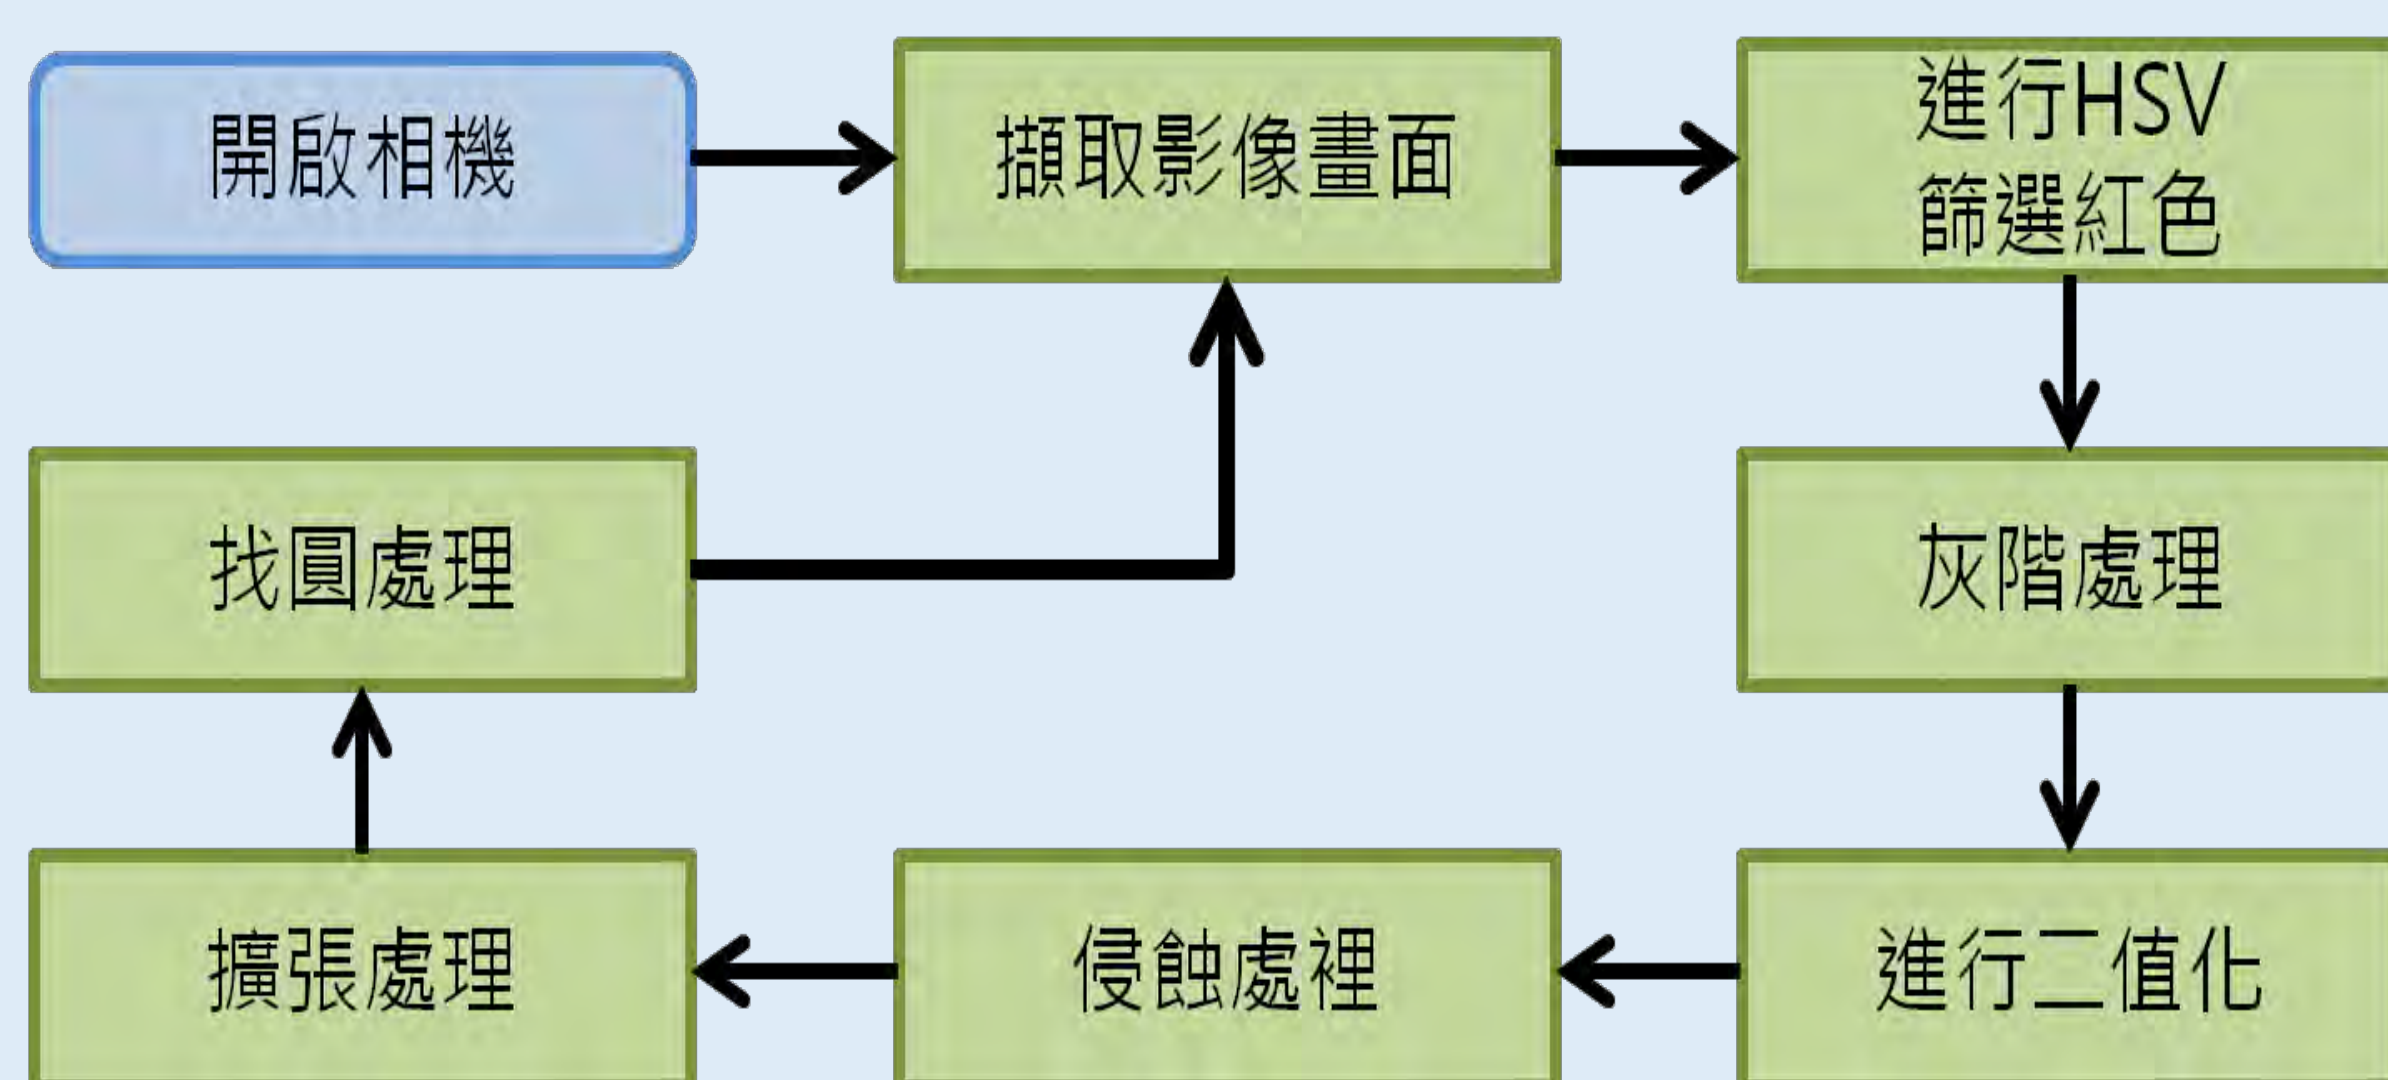 開啟相機
擷取影像畫面
進行HSV
篩選紅色
找圓處理
灰階處理
擴張處理
侵蝕處裡
進行二值化